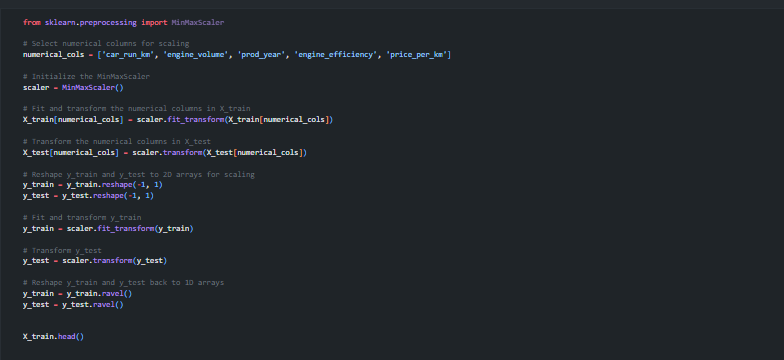 from sklearn.preprocessing import MinMaxScaler
# Select numerical columns for scaling
numerical_cols = ['car_run_km', 'engine_volume', 'prod_year', 'engine_efficiency', 'price_per_km']
# Initialize the MinMaxScaler
scaler = MinMaxScaler()
# Fit and transform the numerical columns in X_train
X_train[numerical_cols] = scaler.fit_transform(X_train[numerical_cols])
# Transform the numerical columns in X_test
X_test[numerical_cols] = scaler.transform(X_test[numerical_cols])
# Reshape y_train and y_test to 2D arrays for scaling
y_train = y_train.reshape(-1, 1)
y_test = y_test.reshape(-1, 1)
# Fit and transform y_train
y_train = scaler.fit_transform(y_train)
# Transform y_test
y_test = scaler.transform(y_test)
# Reshape y_train and y_test back to 1D arrays
y_train = y_train.ravel()
y_test = y_test.ravel()
X_train.head()